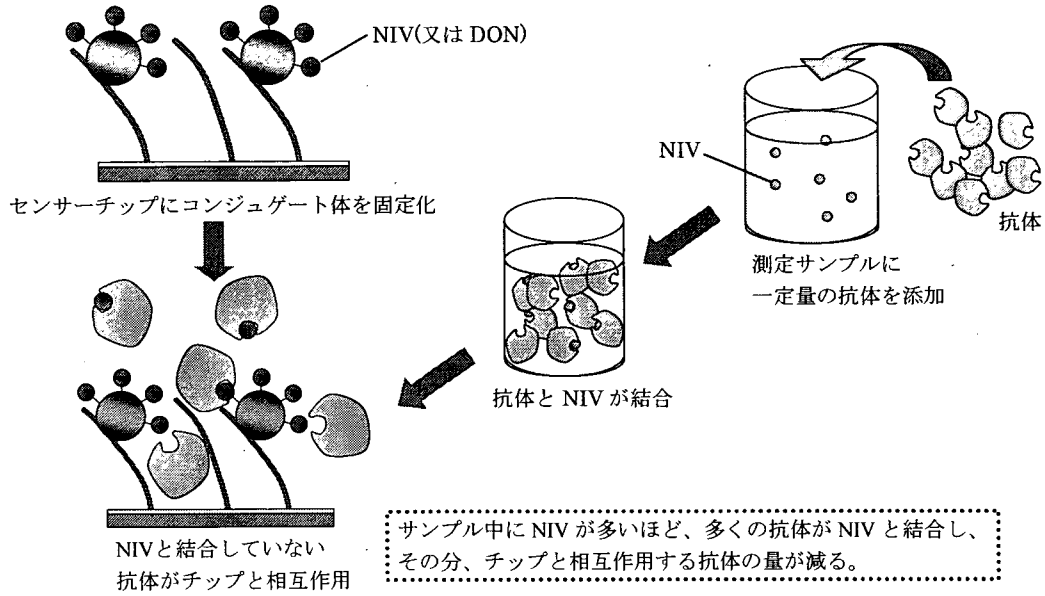 NIV(又は DON)
センサーチップにコンジュゲート体を固定化
NIV
抗体
測定サンプルに
一定量の抗体を添加
抗体と NIV が結合
NIVと結合していない
抗体がチップと相互作用
サンプル中に NIV が多いほど、多くの抗体が NIV と結合し、
その分、チップと相互作用する抗体の量が減る。